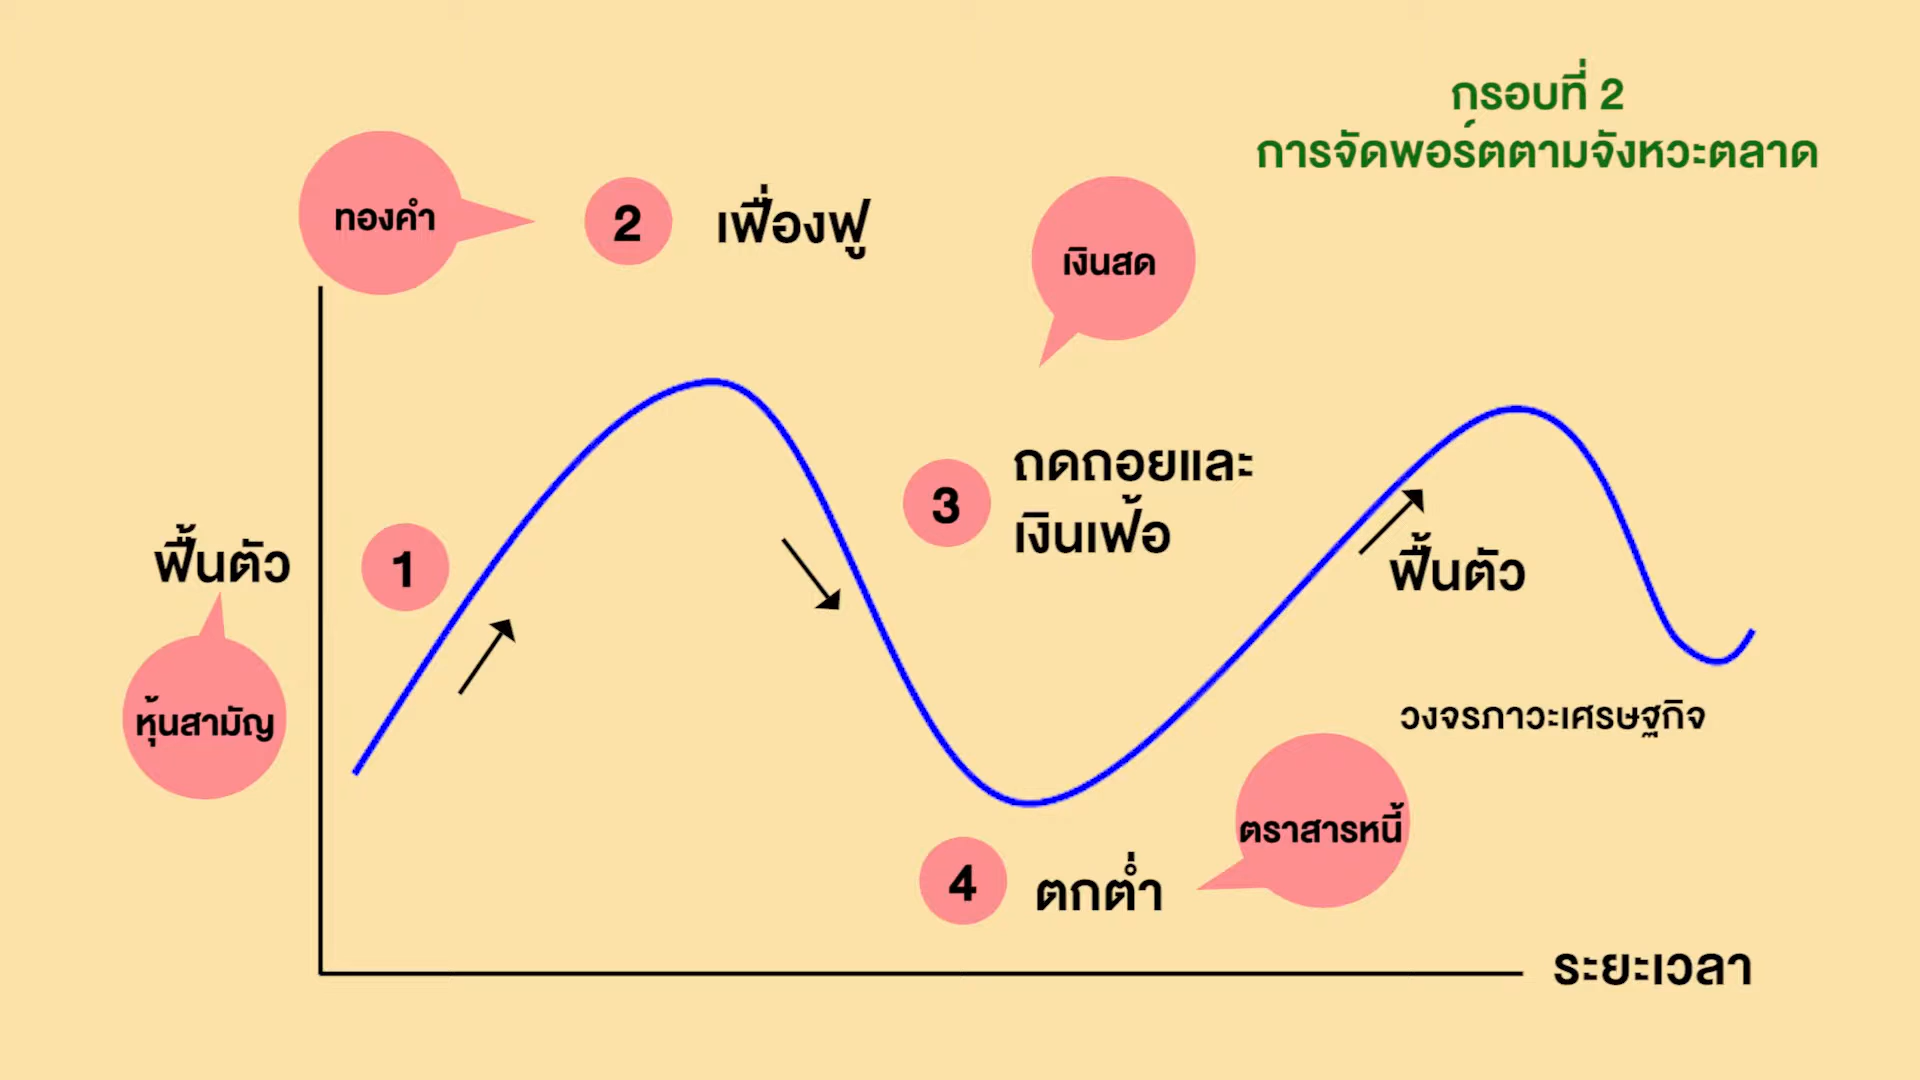 กรอบที่ 2
การจัดพอร์ตตามจังหวะตลาด
ทองคำ
2
เฟื่องฟู
เงินสด
3
ถดถอยและ
เงินเฟ้อ
ฟื้นตัว
1
ฟื้นตัว
หุ้นสามัญ
วงจรภาวะเศรษฐกิจ
ตราสารหนี้
4
ตกต่ำ
ระยะเวลา